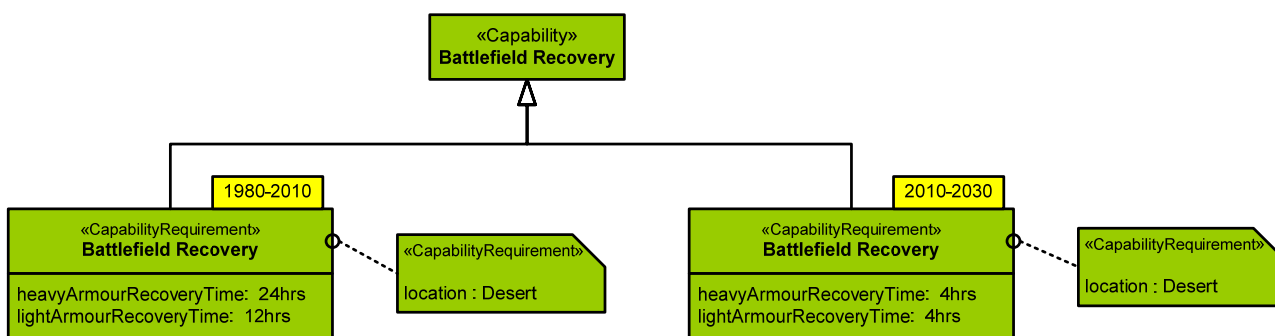 «Capability»
Battlefield Recovery
1980-2010
«CapabilityRequirement»
Battlefield Recovery
heavyArmourRecoveryTime: 24hrs
lightArmourRecoveryTime: 12hrs
«CapabilityRequirement»
location : Desert
2010-2030
«CapabilityRequirement»
Battlefield Recovery
heavyArmourRecoveryTime: 4hrs
lightArmourRecoveryTime: 4hrs
«CapabilityRequirement»
location : Desert